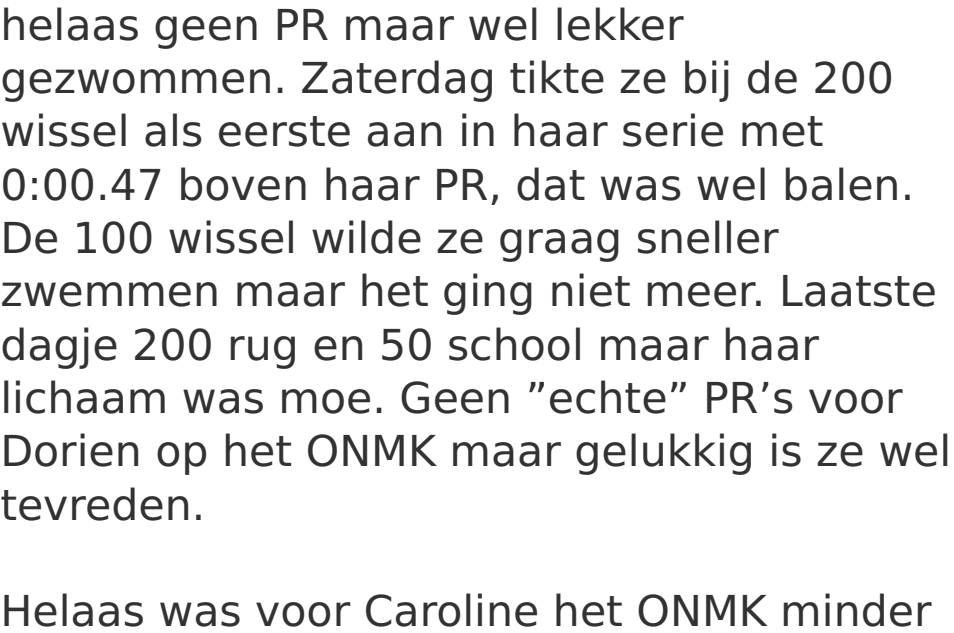 helaas geen PR maar wel lekker
gezwommen. Zaterdag tikte ze bij de 200
wissel als eerste aan in haar serie met
0:00.47 boven haar PR, dat was wel balen.
De 100 wissel wilde ze graag sneller
zwemmen maar het ging niet meer. Laatste
dagje 200 rug en 50 school maar haar
lichaam was moe. Geen ”echte” PR’s voor
Dorien op het ONMK maar gelukkig is ze wel
tevreden.
Helaas was voor Caroline het ONMK minder